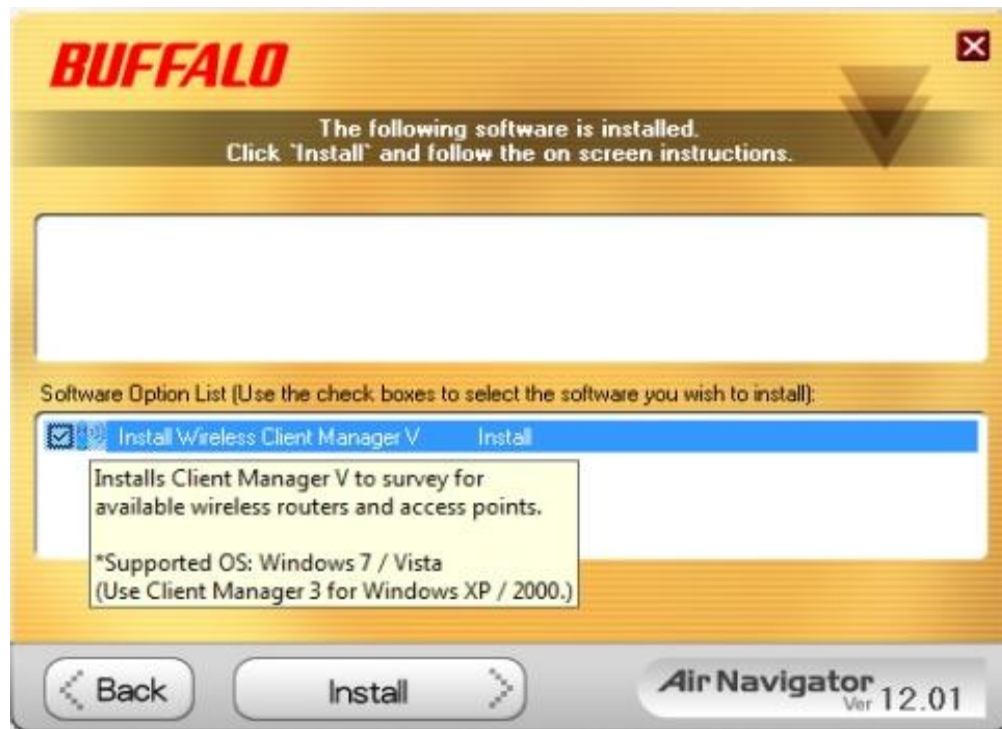 BUFFALO
The following software is installed.
Click `Install` and follow the on screen instructions.
Software Option List (Use the check boxes to select the software you wish to install):
Install Wireless Client Manager V Install
Installs Client Manager V to survey for
available wireless routers and access points.
*Supported OS: Windows 7 / Vista
(Use Client Manager 3 for Windows XP / 2000.)
Back
Install
Air Navigator
Ver 12.01